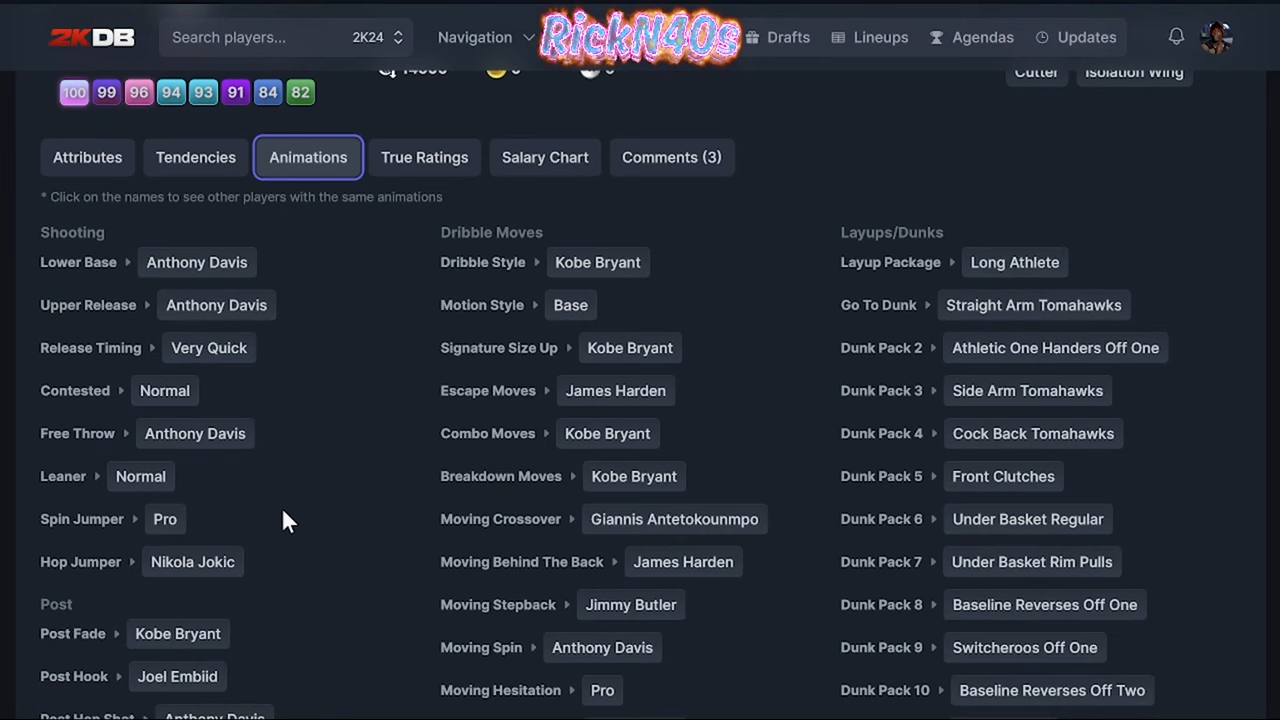 2KDB
Search players...
2K24
Navigation
RickN40s
Drafts
Lineups
Agendas
Updates
Cutter
Isolation Wing
100 99 96 94 93 91 84 82
Attributes
Tendencies
Animations
True Ratings
Salary Chart
Comments (3)
* Click on the names to see other players with the same animations
Shooting
Lower Base Anthony Davis
Upper Release Anthony Davis
Release Timing Very Quick
Contested Normal
Free Throw Anthony Davis
Leaner Normal
Spin Jumper Pro
Hop Jumper Nikola Jokic
Post
Post Fade Kobe Bryant
Post Hook Joel Embiid
Post Hop Shot Anthony Davis
Dribble Moves
Dribble Style Kobe Bryant
Motion Style Base
Signature Size Up Kobe Bryant
Escape Moves James Harden
Combo Moves Kobe Bryant
Breakdown Moves Kobe Bryant
Moving Crossover Giannis Antetokounmpo
Moving Behind The Back James Harden
Moving Stepback Jimmy Butler
Moving Spin Anthony Davis
Moving Hesitation Pro
Layups/Dunks
Layup Package Long Athlete
Go To Dunk Straight Arm Tomahawks
Dunk Pack 2 Athletic One Handers Off One
Dunk Pack 3 Side Arm Tomahawks
Dunk Pack 4 Cock Back Tomahawks
Dunk Pack 5 Front Clutches
Dunk Pack 6 Under Basket Regular
Dunk Pack 7 Under Basket Rim Pulls
Dunk Pack 8 Baseline Reverses Off One
Dunk Pack 9 Switcheroos Off One
Dunk Pack 10 Baseline Reverses Off Two